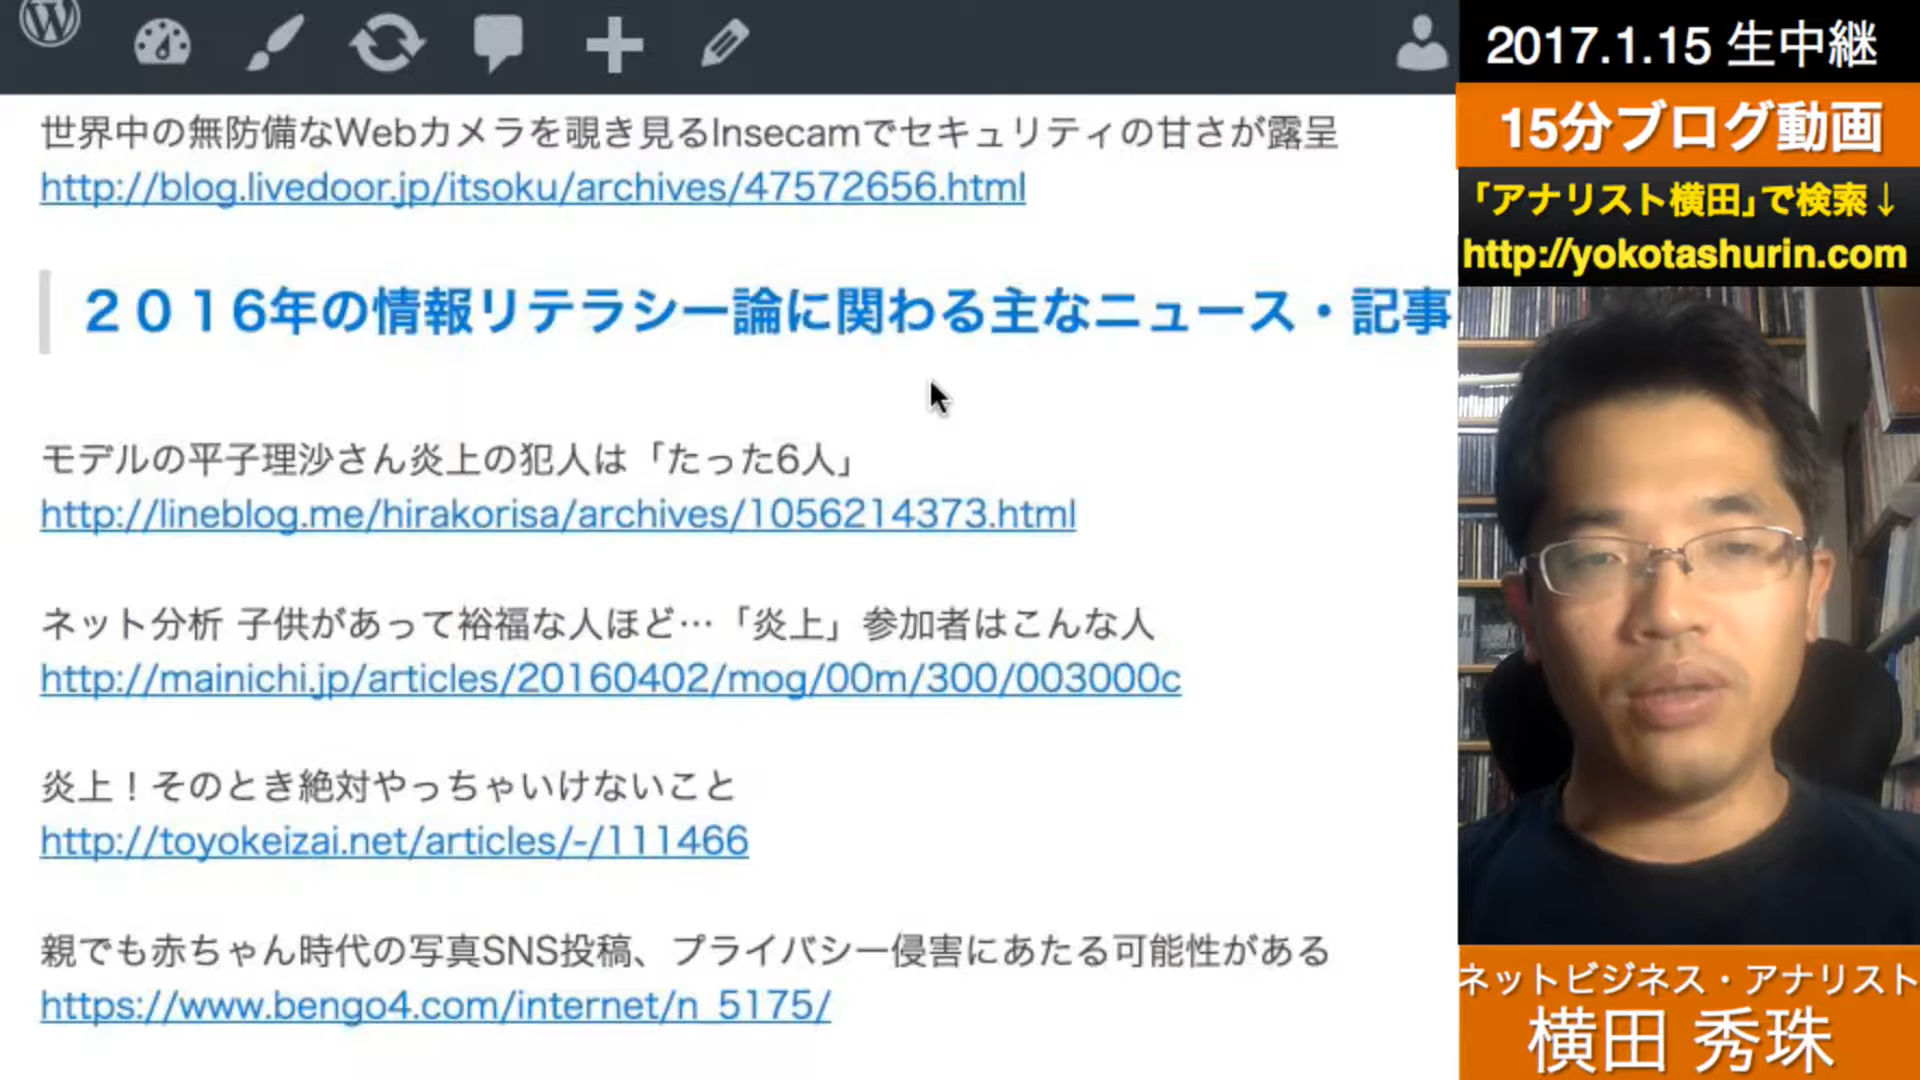 世界中の無防備なWebカメラを覗き見るInsecamでセキュリティの甘さが露呈
http://blog.livedoor.jp/itsoku/archives/47572656.html
２０１６年の情報リテラシー論に関わる主なニュース・記事
モデルの平子理沙さん炎上の犯人は「たった6人」
http://lineblog.me/hirakorisa/archives/1056214373.html
ネット分析 子供があって裕福な人ほど…「炎上」参加者はこんな人
http://mainichi.jp/articles/20160402/mog/00m/300/003000c
炎上！そのとき絶対やっちゃいけないこと
http://toyokeizai.net/articles/-/111466
親でも赤ちゃん時代の写真SNS投稿、プライバシー侵害にあたる可能性がある
https://www.bengo4.com/internet/n_5175/
2017.1.15 生中継
15分ブログ動画
「アナリスト横田」で検索↓
http://yokotashurin.com
ネットビジネス・アナリスト
横田 秀珠